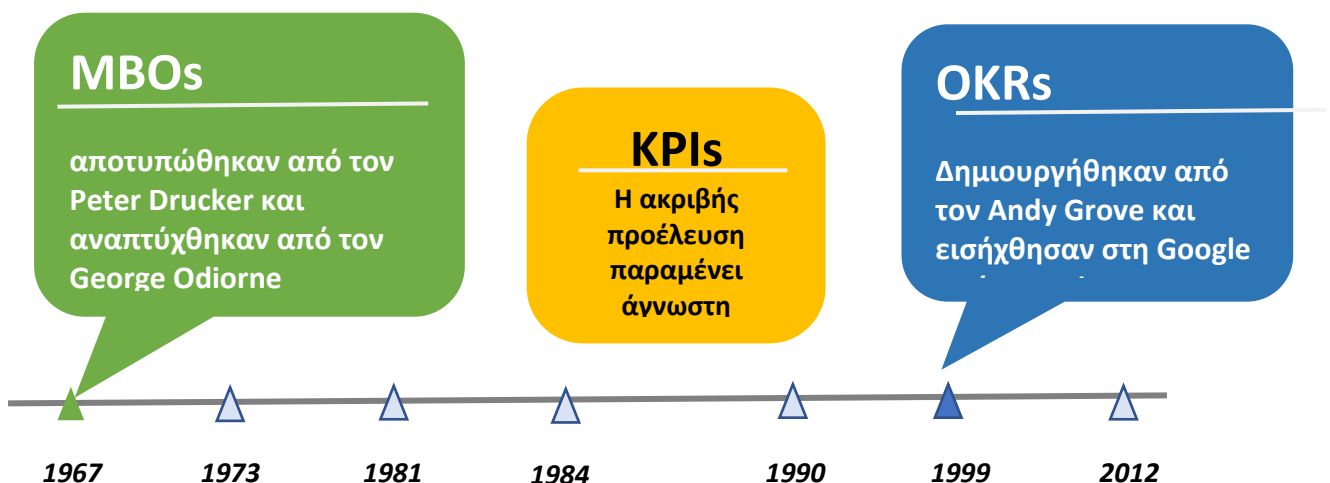 MBOs
αποτυπώθηκαν από τον
Peter Drucker και
αναπτύχθηκαν από τον
George Odiorne
KPIs
Η ακριβής
προέλευση
παραμένει
άγνωστη
OKRs
Δημιουργήθηκαν από
τον Andy Grove και
εισήχθησαν στη Google
1967
1973
1981
1984
1990
1999
2012